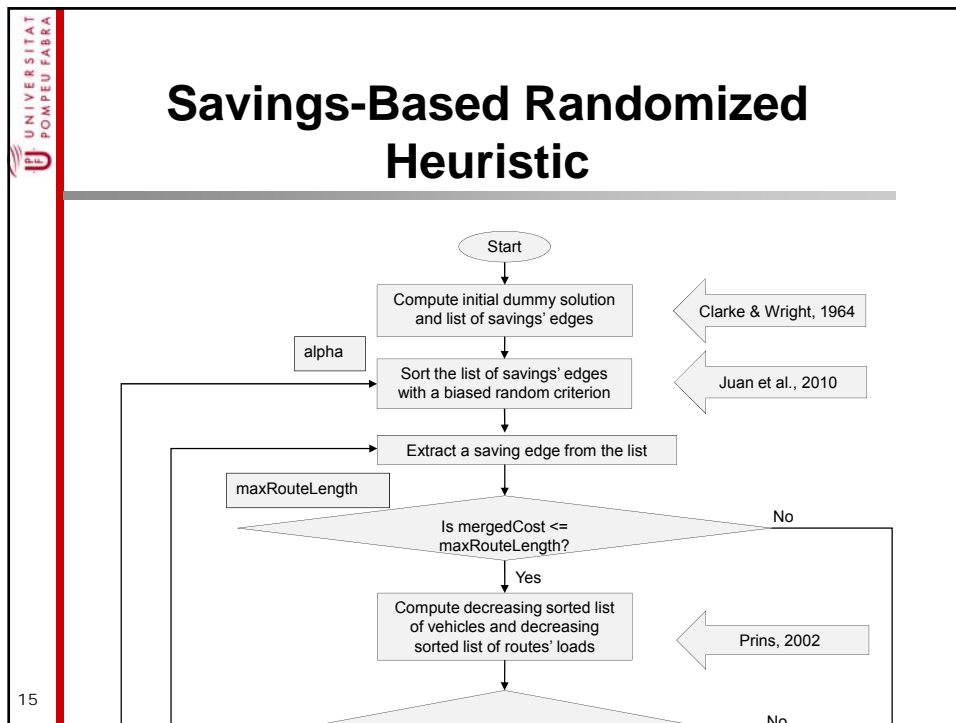 UNIVERSITAT
POMPEU FABRA
Savings-Based Randomized
Heuristic
Start
Compute initial dummy solution
and list of savings' edges
Clarke & Wright, 1964
alpha
Sort the list of savings' edges
with a biased random criterion
Juan et al., 2010
Extract a saving edge from the list
maxRouteLength
Is mergedCost <=
maxRouteLength?
No
Yes
Compute decreasing sorted list
of vehicles and decreasing
sorted list of routes' loads
Prins, 2002
No
15